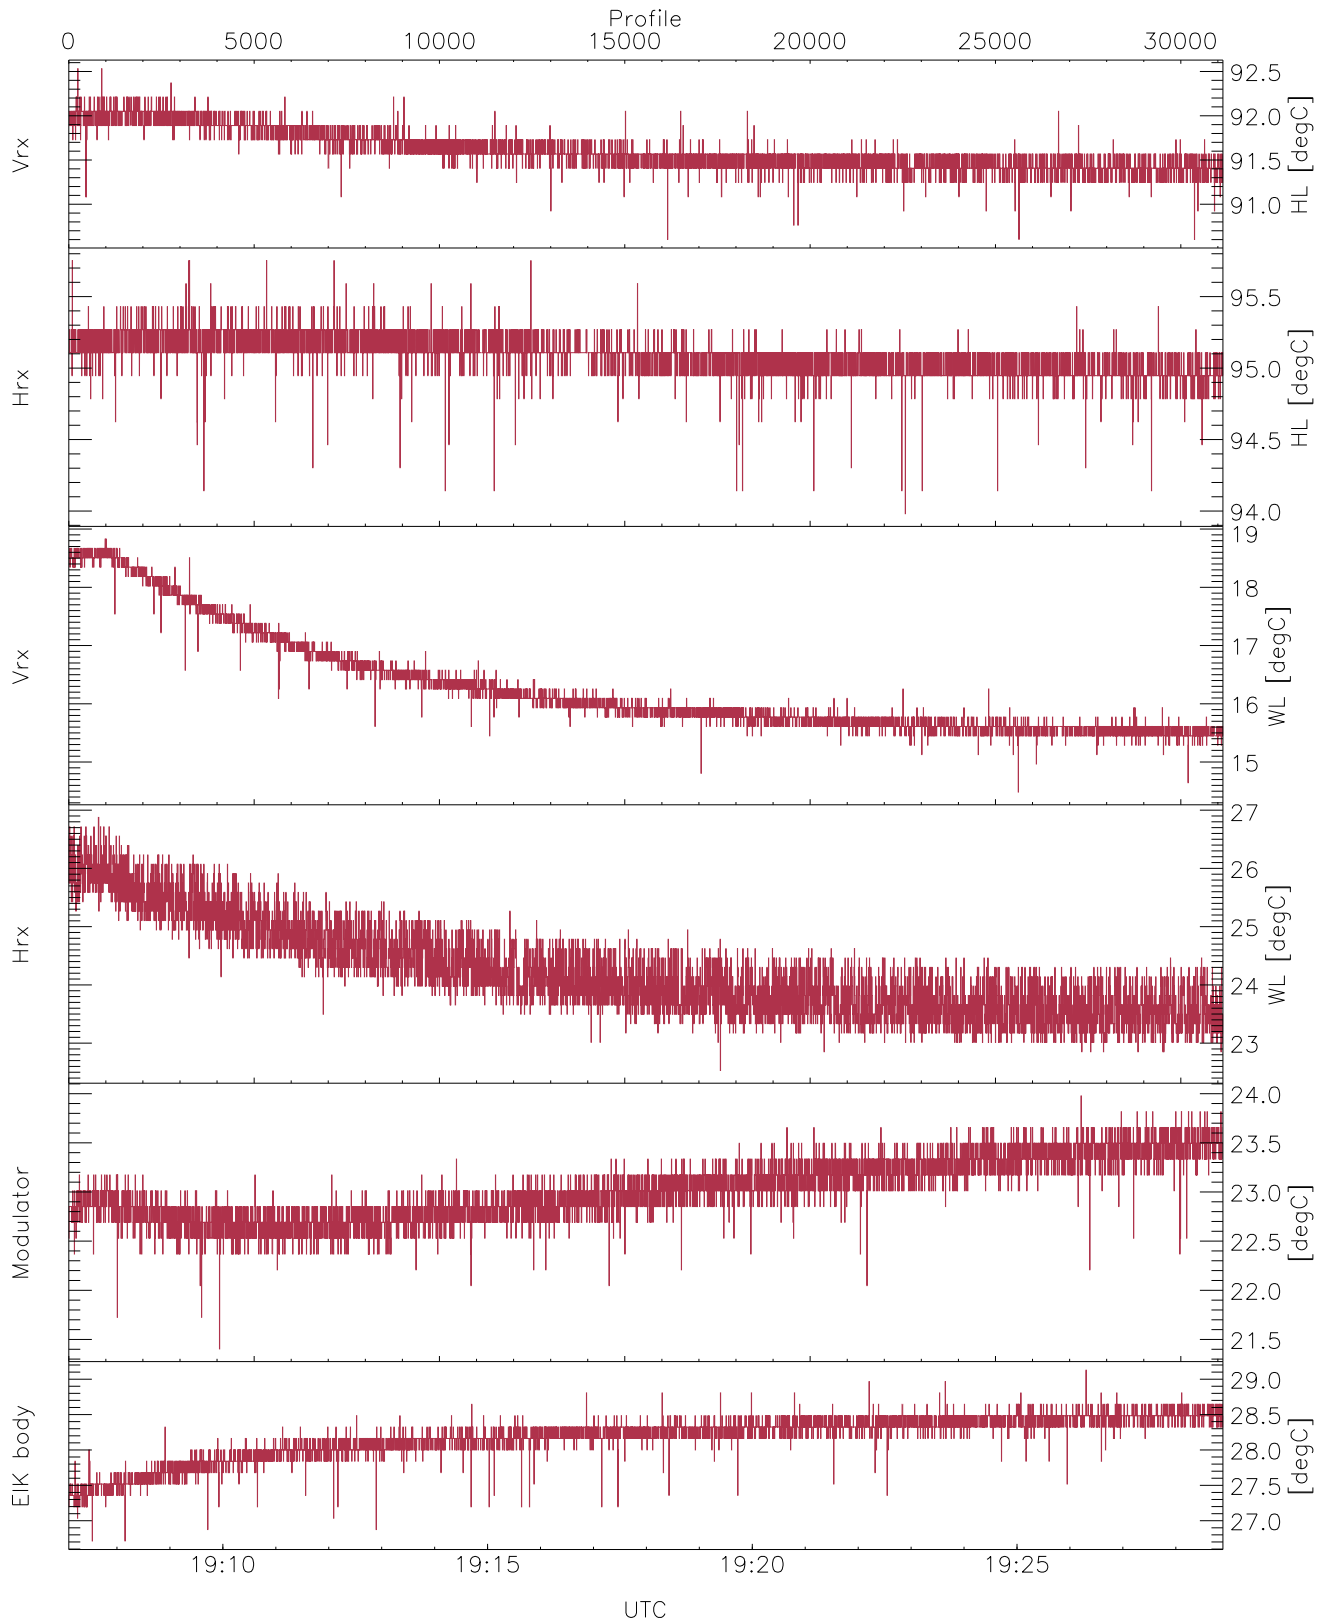 Profile
0 5000 10000 15000 20000 25000 30000
Vrx
92.5
92.0
91.5
91.0
HL [degC]
Hrx
95.5
95.0
94.5
94.0
HL [degC]
Vrx
19
18
17
16
15
WL [degC]
Hrx
27
26
25
24
23
WL [degC]
Modulator
24.0
23.5
23.0
22.5
22.0
21.5
[degC]
EIK body
29.0
28.5
28.0
27.5
27.0
[degC]
19:10 19:15 19:20 19:25
UTC